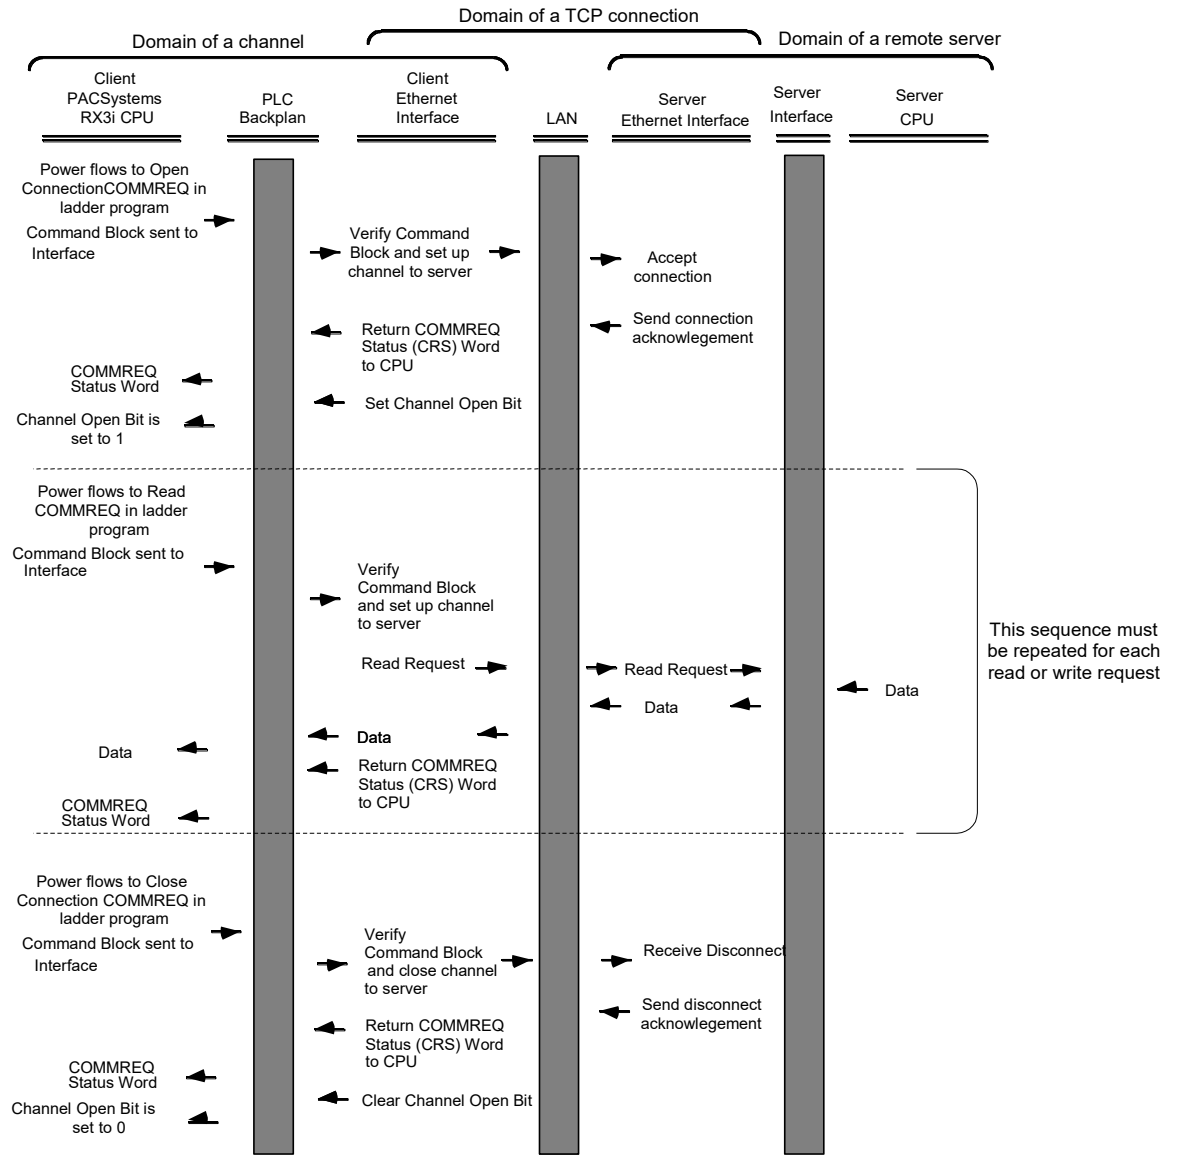 Domain of a TCP connection
Domain of a channel
Domain of a remote server
Client
PACSystems
RX3i CPU
PLC
Backplan
Client
Ethernet
Interface
LAN
Server
Ethernet Interface
Server
Interface
Server
CPU
Power flows to Open
ConnectionCOMMREQ in
ladder program
Command Block sent to
Interface
Verify Command
Block and set up
channel to server
Accept
connection
Send connection
acknowlegement
Return COMMREQ
Status (CRS) Word
to CPU
COMMREQ
Status Word
Set Channel Open Bit
Channel Open Bit is
set to 1
Power flows to Read
COMMREQ in ladder
program
Command Block sent to
Interface
Verify
Command Block
and set up channel
to server
Read Request
Read Request
Data
Data
Data
Data
Return COMMREQ
Status (CRS) Word
to CPU
COMMREQ
Status Word
This sequence must
be repeated for each
read or write request
Power flows to Close
Connection COMMREQ in
ladder program
Command Block sent to
Interface
Verify
Command Block
and close channel
to server
Receive Disconnect
Send disconnect
acknowlegement
Return COMMREQ
Status (CRS) Word
to CPU
COMMREQ
Status Word
Clear Channel Open Bit
Channel Open Bit is
set to 0